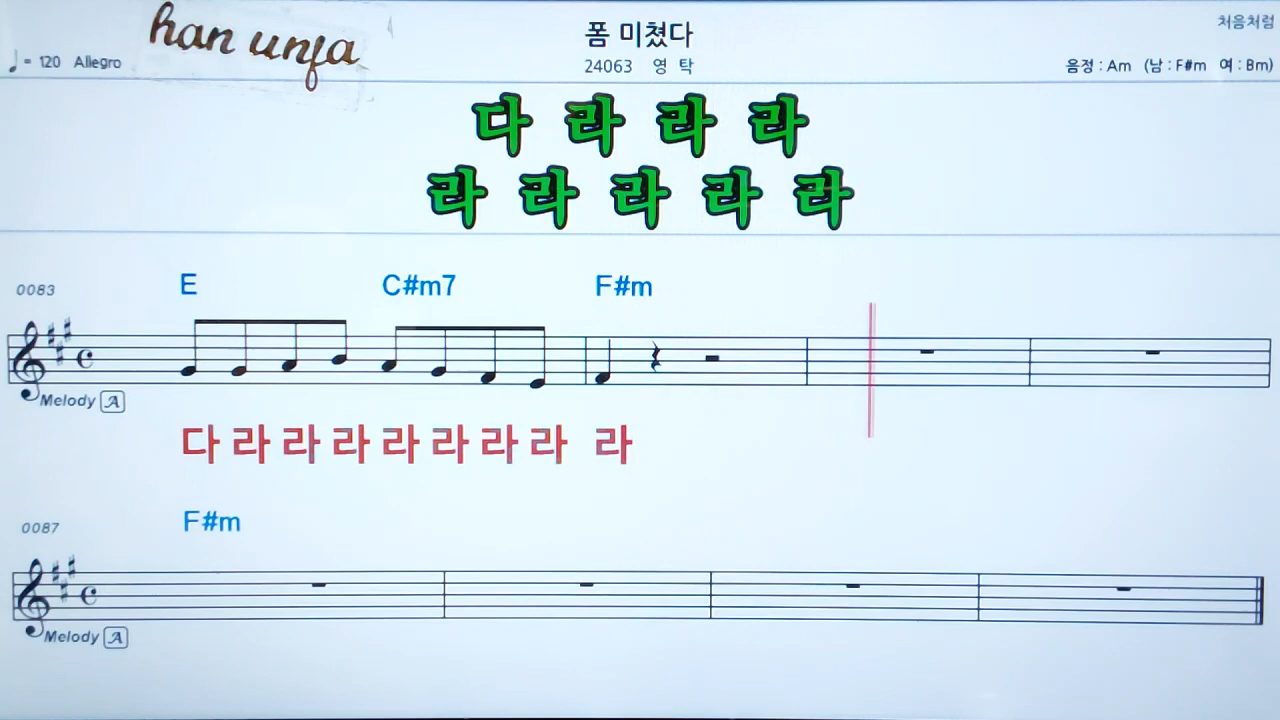 han unja
폼 미쳤다
처음처럼
♩= 120 Allegro
24063 영 탁
음정 : Am (남 : F#m 여 : Bm)
다 라 라 라
라 라 라 라 라
0083
E C#m7 F#m
Melody A
다 라 라 라 라 라 라 라 라
0087
F#m
Melody A